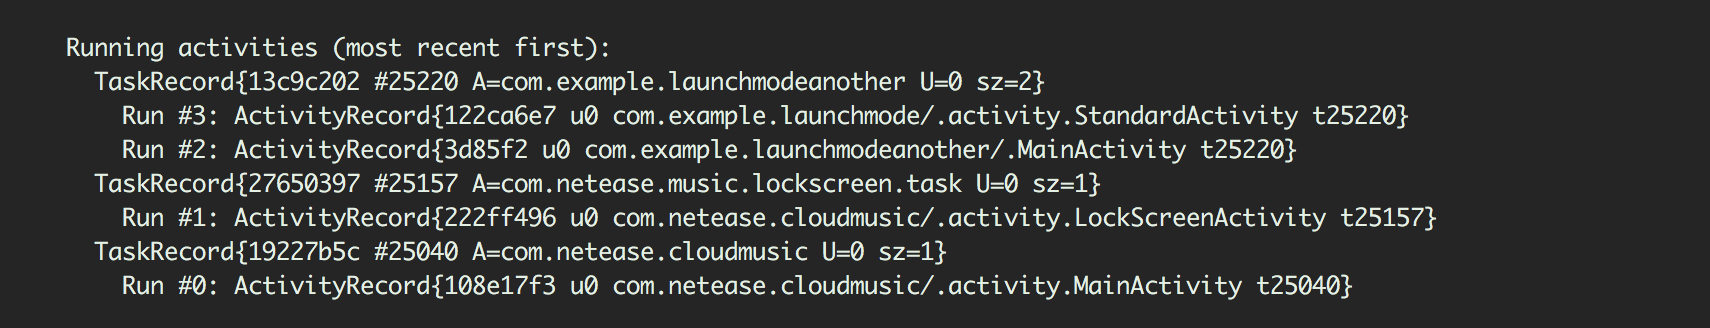 Running activities (most recent first):
TaskRecord{13c9c202 #25220 A=com.example.launchmodeanother U=0 sz=2}
Run #3: ActivityRecord{122ca6e7 u0 com.example.launchmode/.activity.StandardActivity t25220}
Run #2: ActivityRecord{3d85f2 u0 com.example.launchmodeanother/.MainActivity t25220}
TaskRecord{27650397 #25157 A=com.netease.music.lockscreen.task U=0 sz=1}
Run #1: ActivityRecord{222ff496 u0 com.netease.cloudmusic/.activity.LockScreenActivity t25157}
TaskRecord{19227b5c #25040 A=com.netease.cloudmusic U=0 sz=1}
Run #0: ActivityRecord{108e17f3 u0 com.netease.cloudmusic/.activity.MainActivity t25040}